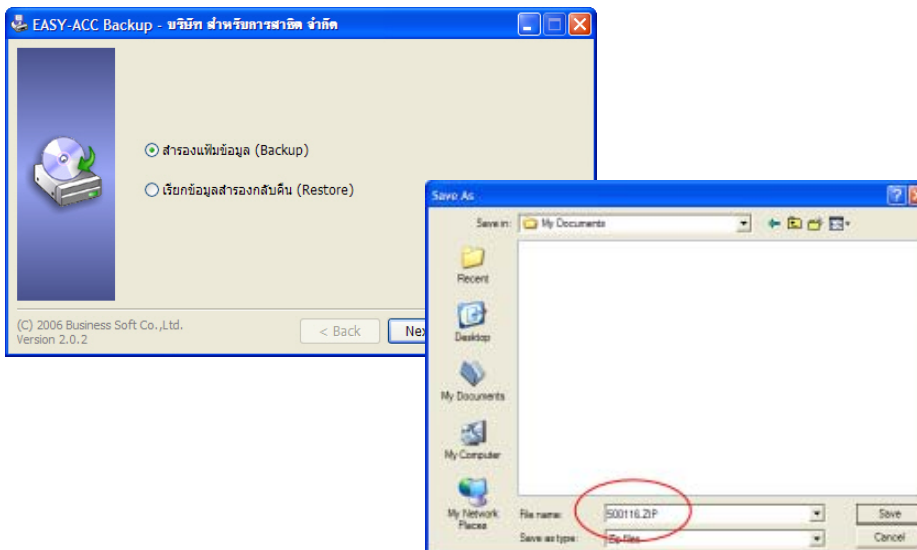 EASY-ACC Backup - บริษัท สำหรับการสาธิต จำกัด
สำรองแฟ้มข้อมูล (Backup)
เรียกข้อมูลสำรองกลับคืน (Restore)
(C) 2006 Business Soft Co.,Ltd.
Version 2.0.2
< Back
Nex
Save As
Save in:
My Documents
Recent
Desktop
My Documents
My Computer
My Network
Places
File name:
S00116.ZIP
Save
Save as type:
Zip files
Cancel